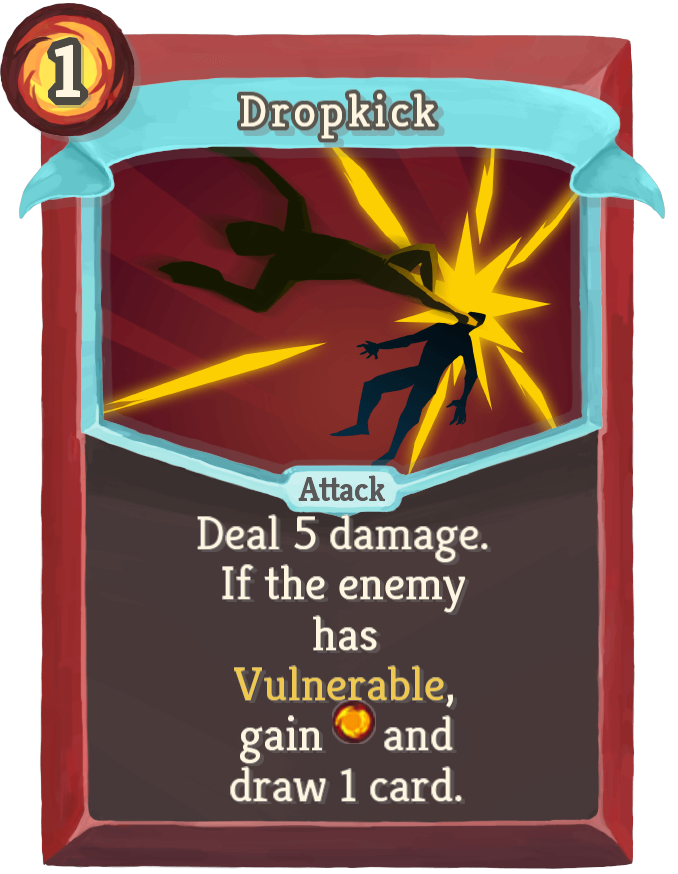 1
Dropkick
Attack
Deal 5 damage.
If the enemy
has
Vulnerable,
gain and
draw 1 card.